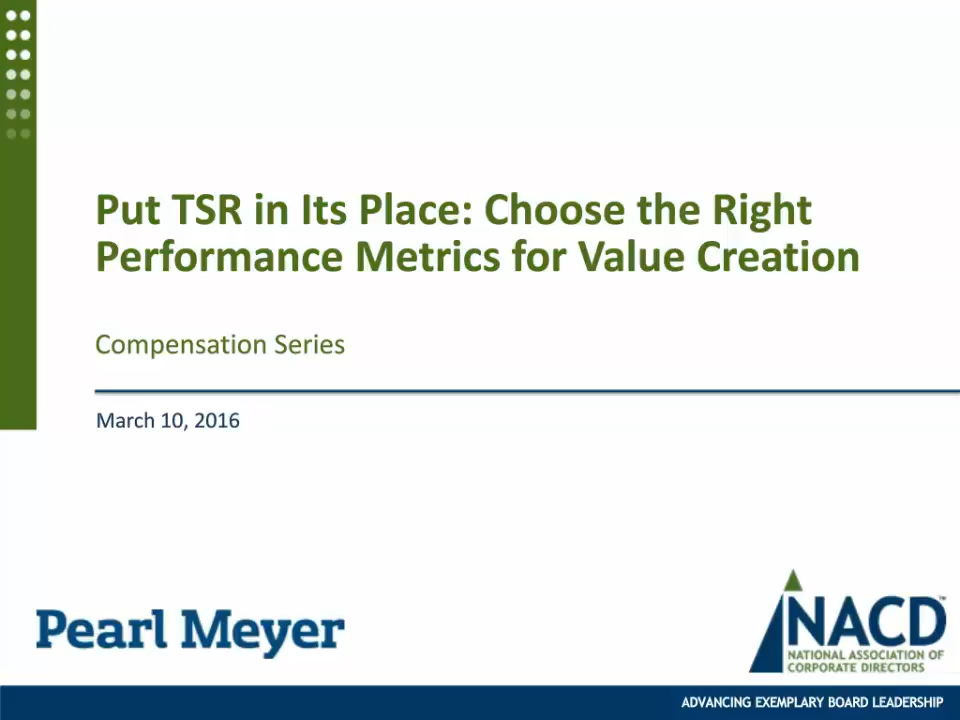 Put TSR in Its Place: Choose the Right
Performance Metrics for Value Creation
Compensation Series
March 10, 2016
Pearl Meyer
NACD™
NATIONAL ASSOCIATION OF
CORPORATE DIRECTORS
ADVANCING EXEMPLARY BOARD LEADERSHIP